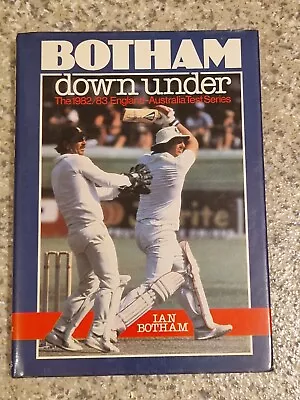 BOTHAM
down under
The 1982/83 England-Australia Test Series
IAN
BOTHAM